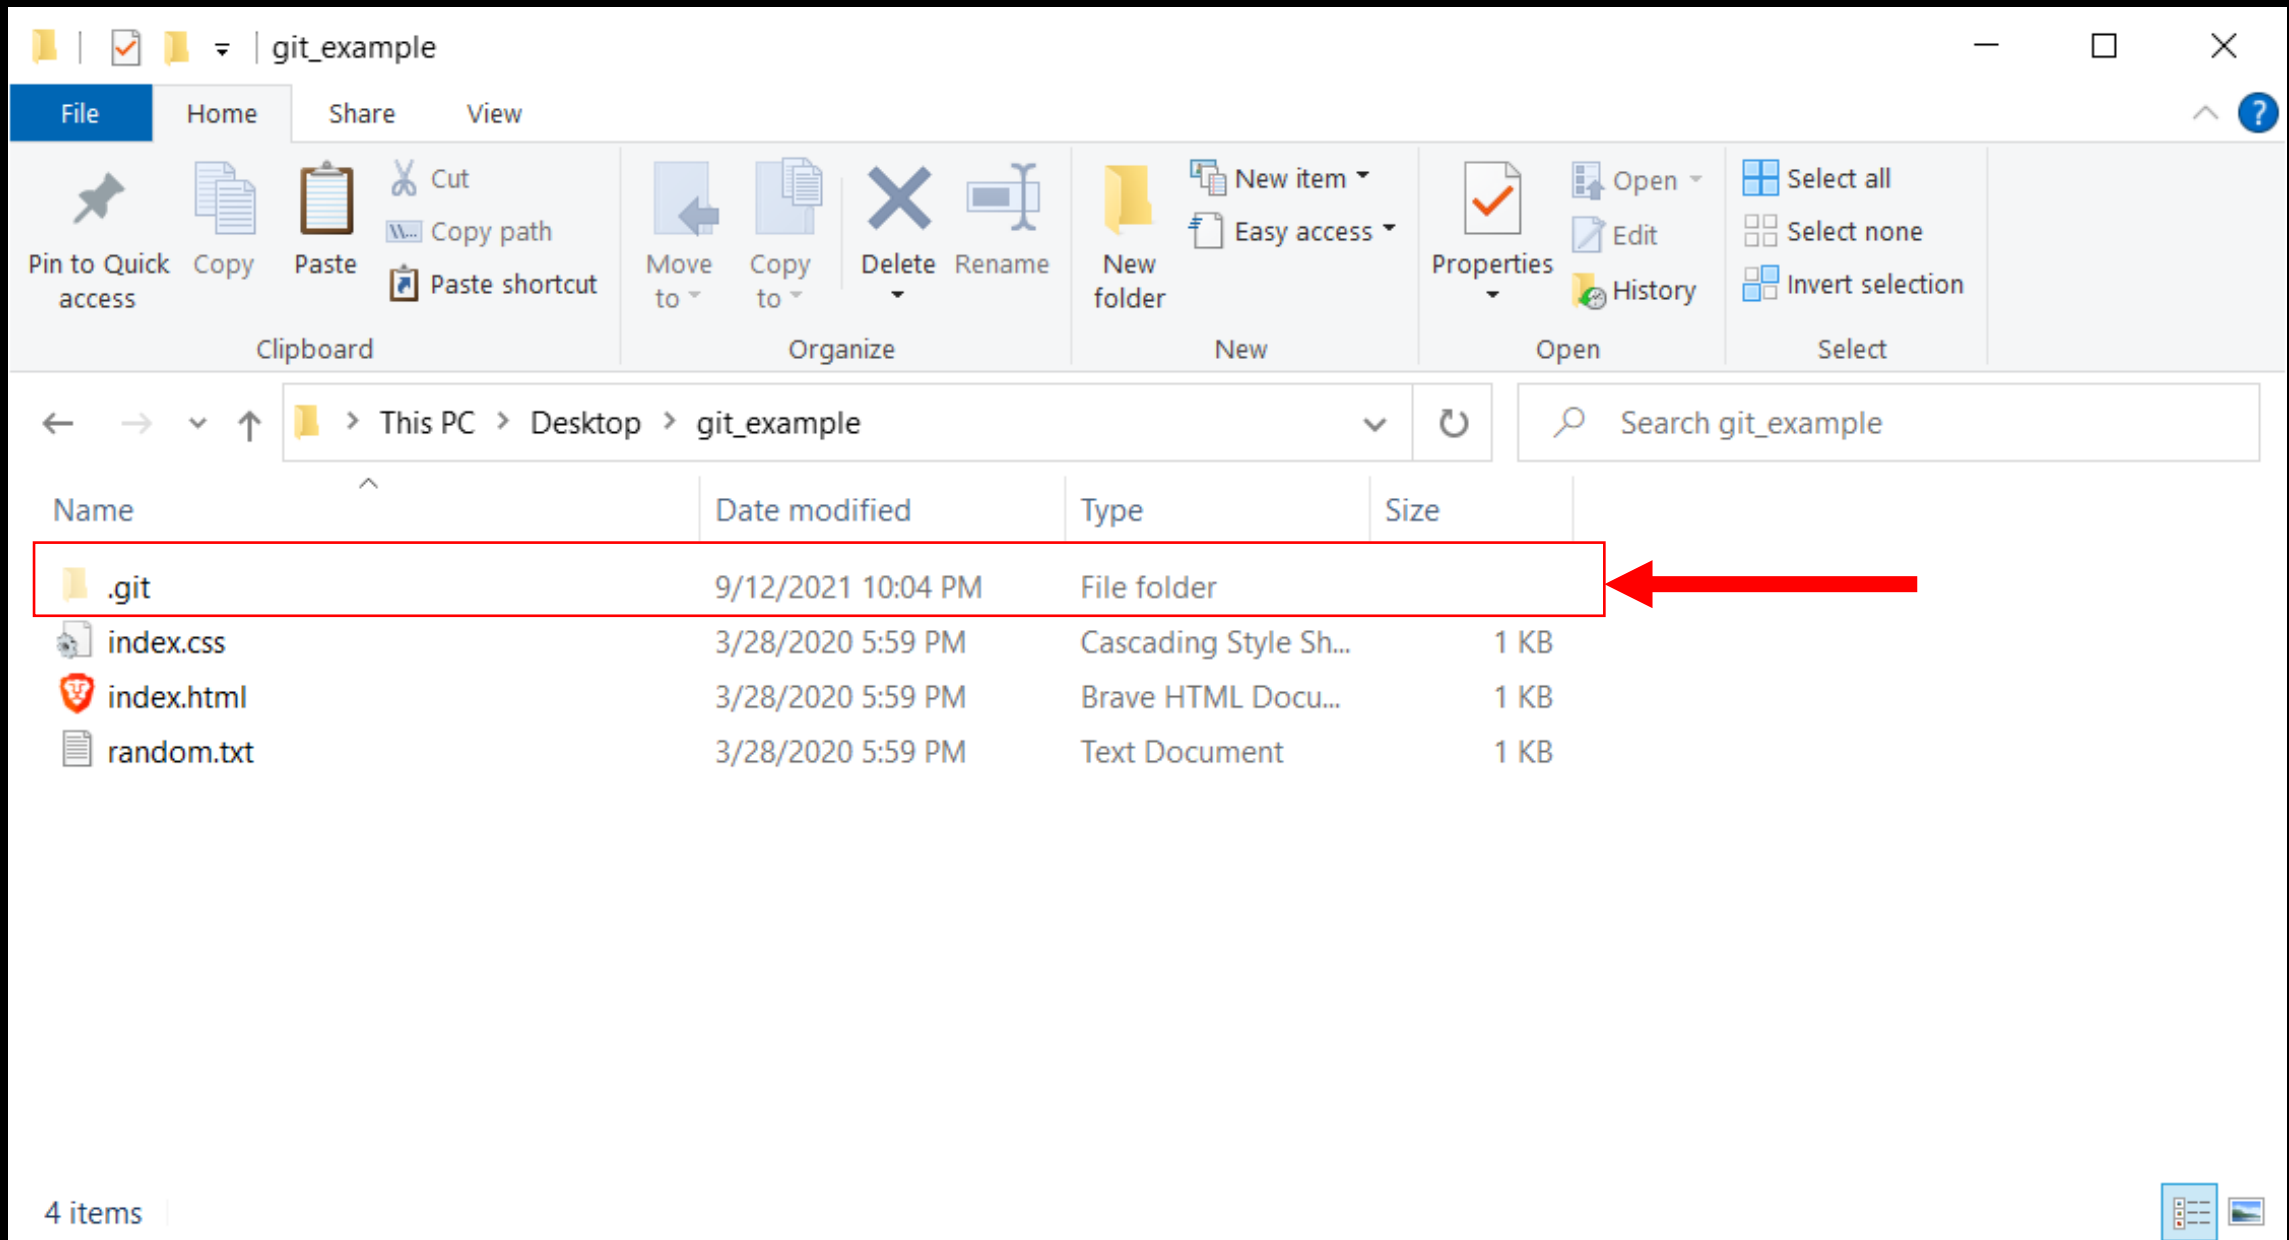 git_example
File Home Share View
Pin to Quick access
Copy
Paste
Cut
Copy path
Paste shortcut
Clipboard
Move to
Copy to
Delete
Rename
Organize
New folder
New item
Easy access
New
Properties
Open
Edit
History
Open
Select all
Select none
Invert selection
Select
This PC > Desktop > git_example
Search git_example
Name Date modified Type Size
.git 9/12/2021 10:04 PM File folder
index.css 3/28/2020 5:59 PM Cascading Style Sh... 1 KB
index.html 3/28/2020 5:59 PM Brave HTML Docu... 1 KB
random.txt 3/28/2020 5:59 PM Text Document 1 KB
4 items